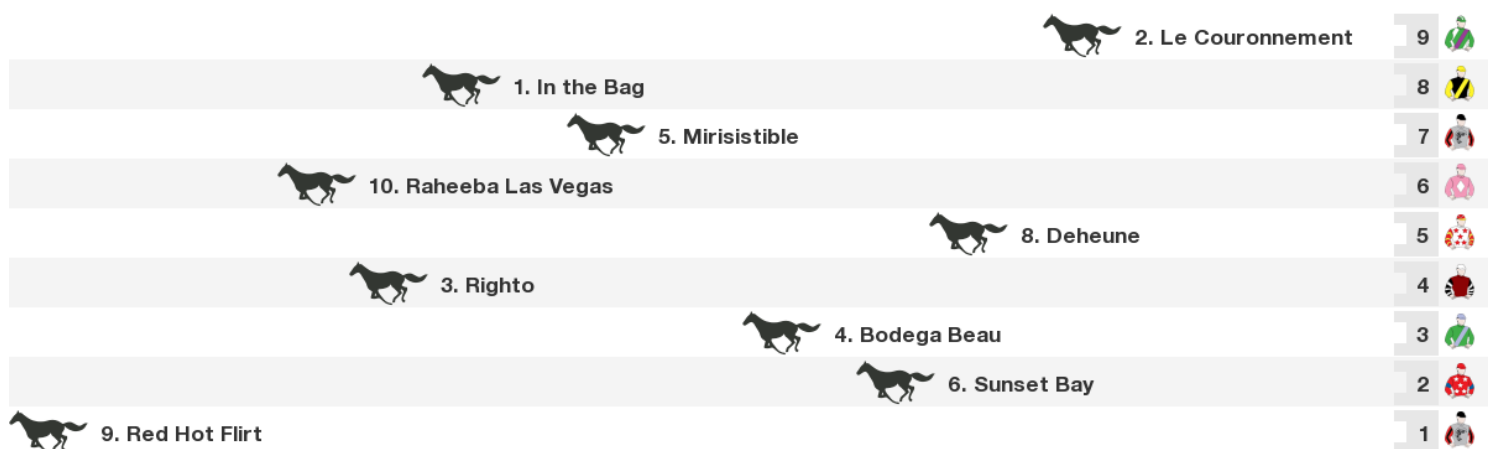 2. Le Couronnement 9
1. In the Bag 8
5. Mirisistible 7
10. Raheeba Las Vegas 6
8. Deheune 5
3. Righto 4
4. Bodega Beau 3
6. Sunset Bay 2
9. Red Hot Flirt 1